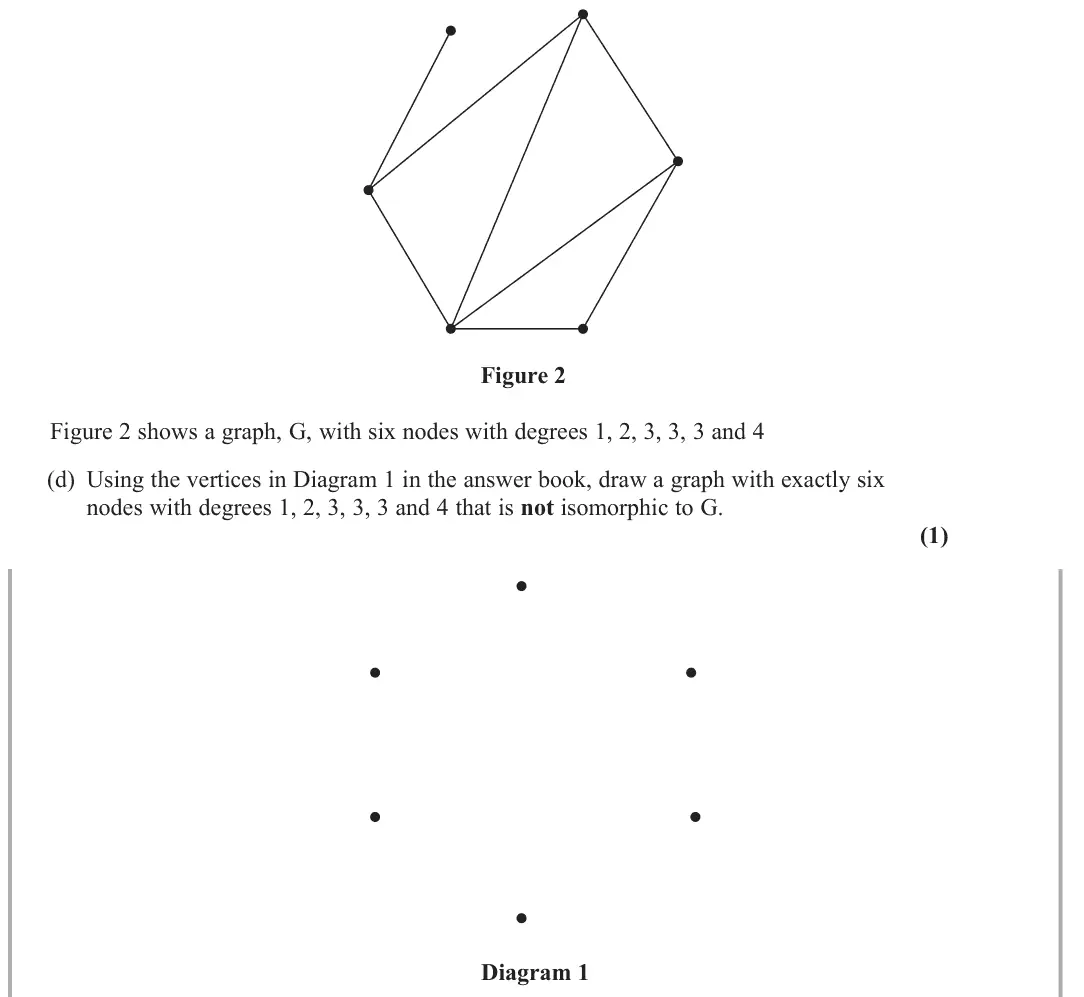 Figure 2
Figure 2 shows a graph, G, with six nodes with degrees 1, 2, 3, 3, 3 and 4
(d) Using the vertices in Diagram 1 in the answer book, draw a graph with exactly six
nodes with degrees 1, 2, 3, 3, 3 and 4 that is not isomorphic to G.
(1)
Diagram 1